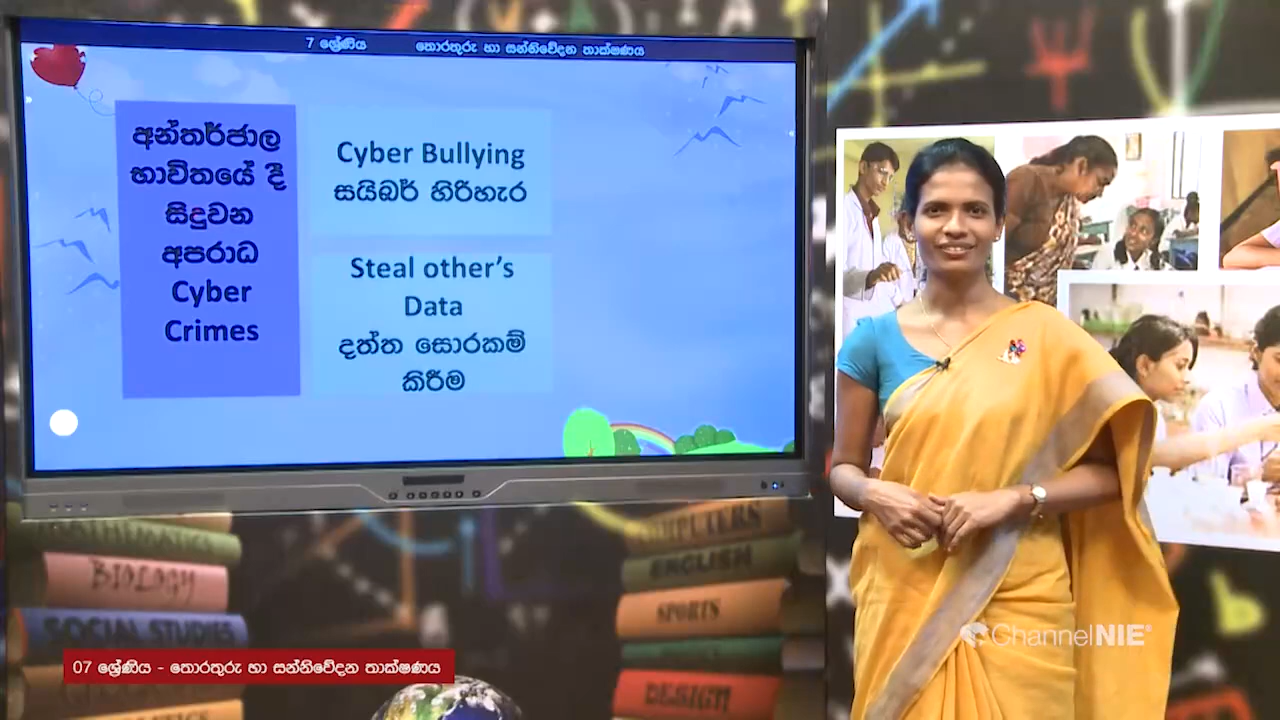 7 ශ්‍රේණිය තොරතුරු හා සන්නිවේදන තාක්ෂණය
අන්තර්ජාල
භාවිතයේ දී
සිදුවන
අපරාධ
Cyber
Crimes
Cyber Bullying
සයිබර් හිරිහැර
Steal other’s
Data
දත්ත සොරකම්
කිරීම
MATHEMATICS
BIOLOGY
SOCIAL STUDIES
COMPUTERS
ENGLISH
SPORTS
DESIGN
ChannelNIE®
07 ශ්‍රේණිය - තොරතුරු හා සන්නිවේදන තාක්ෂණය